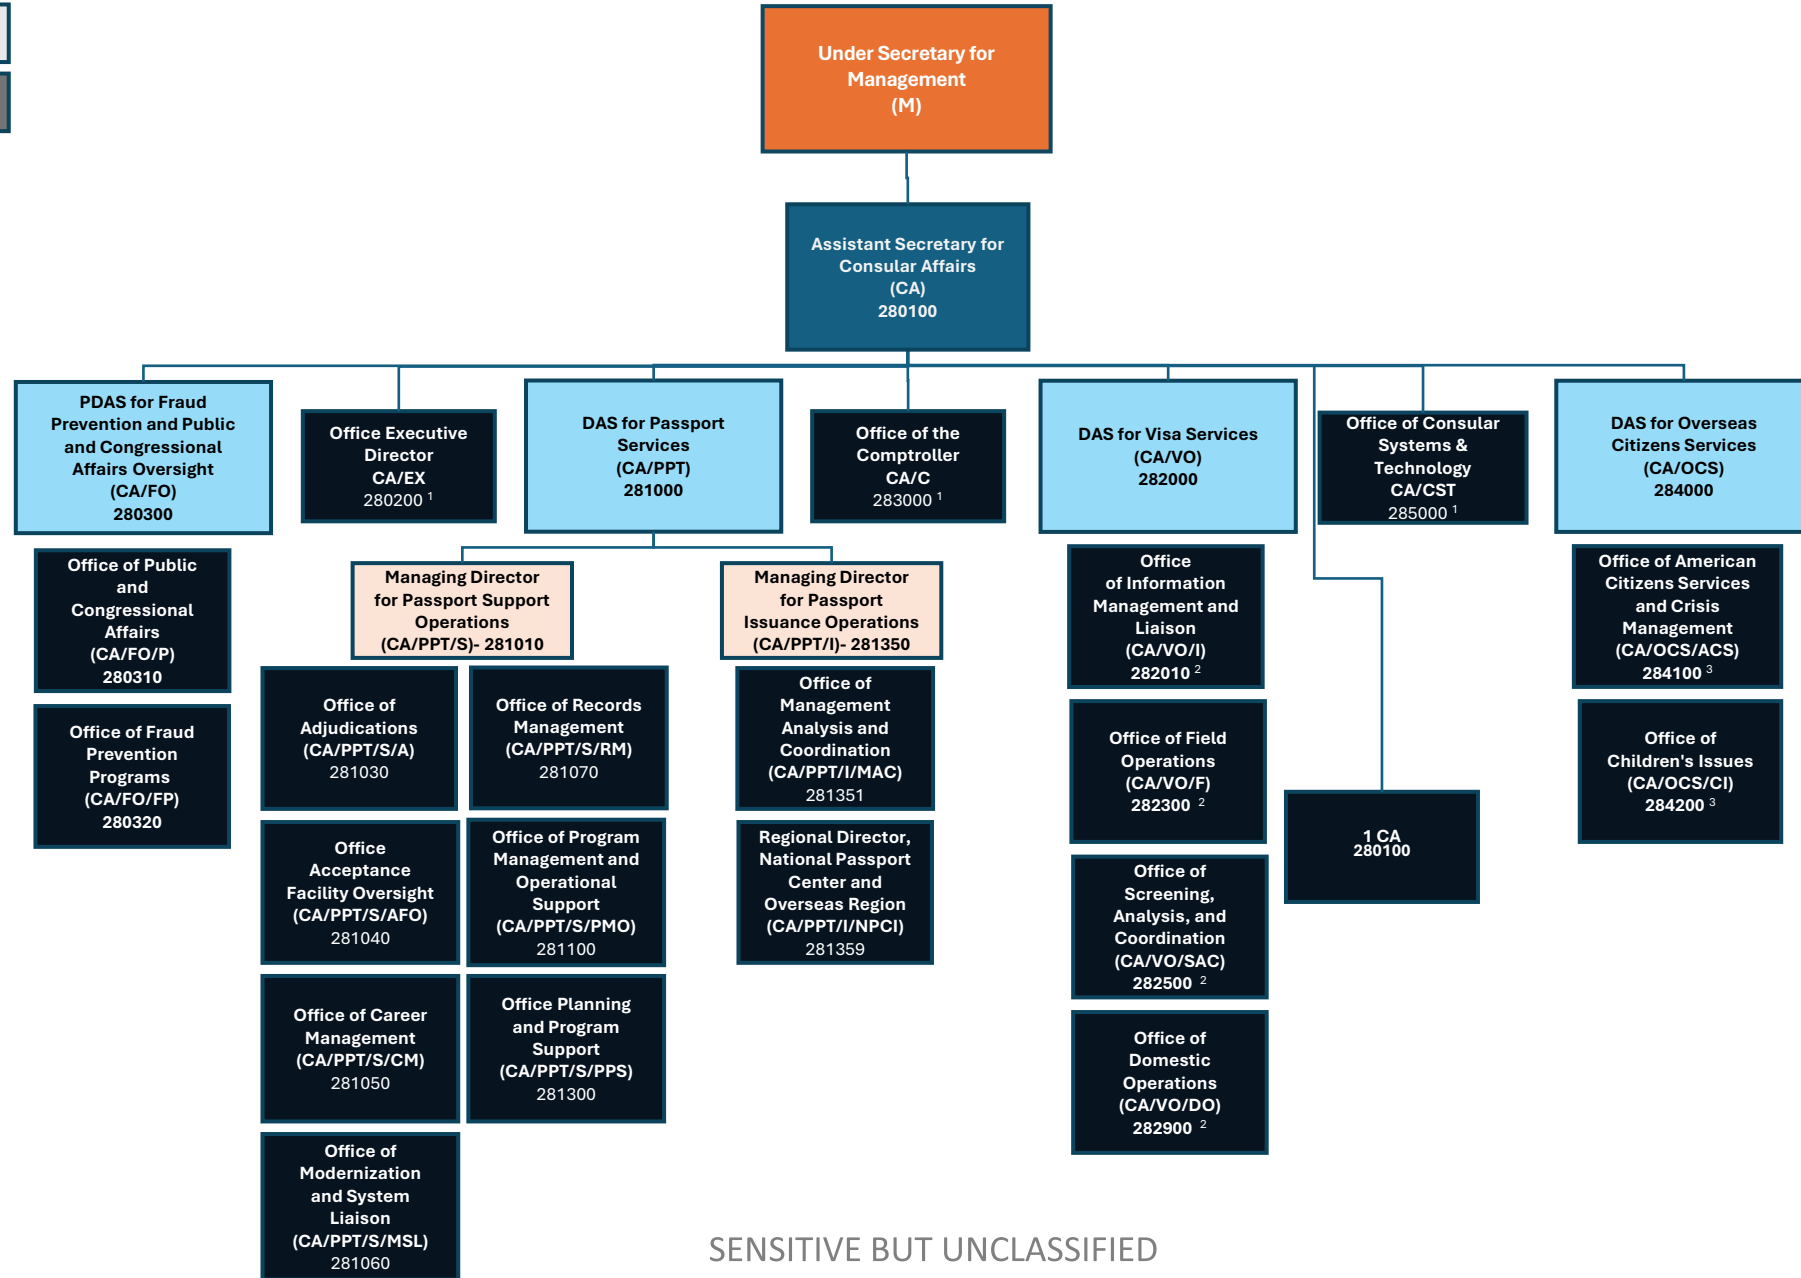 Under Secretary for
Management
(M)
Assistant Secretary for
Consular Affairs
(CA)
280100
PDAS for Fraud
Prevention and Public
and Congressional
Affairs Oversight
(CA/FO)
280300
Office Executive
Director
CA/EX
280200 ¹
DAS for Passport
Services
(CA/PPT)
281000
Office of the
Comptroller
CA/C
283000 ¹
DAS for Visa Services
(CA/VO)
282000
Office of Consular
Systems &
Technology
CA/CST
285000 ¹
DAS for Overseas
Citizens Services
(CA/OCS)
284000
Office of Public
and
Congressional
Affairs
(CA/FO/P)
280310
Office of Fraud
Prevention
Programs
(CA/FO/FP)
280320
Managing Director
for Passport Support
Operations
(CA/PPT/S)- 281010
Managing Director
for Passport
Issuance Operations
(CA/PPT/I)- 281350
Office of
Adjudications
(CA/PPT/S/A)
281030
Office of Records
Management
(CA/PPT/S/RM)
281070
Office
Acceptance
Facility Oversight
(CA/PPT/S/AFO)
281040
Office of Program
Management and
Operational
Support
(CA/PPT/S/PMO)
281100
Office of Career
Management
(CA/PPT/S/CM)
281050
Office Planning
and Program
Support
(CA/PPT/S/PPS)
281300
Office of
Modernization
and System
Liaison
(CA/PPT/S/MSL)
281060
Office of
Management
Analysis and
Coordination
(CA/PPT/I/MAC)
281351
Regional Director,
National Passport
Center and
Overseas Region
(CA/PPT/I/NPCI)
281359
Office
of Information
Management and
Liaison
(CA/VO/I)
282010 ²
Office of Field
Operations
(CA/VO/F)
282300 ²
Office of
Screening,
Analysis, and
Coordination
(CA/VO/SAC)
282500 ²
Office of
Domestic
Operations
(CA/VO/DO)
282900 ²
1 CA
280100
Office of American
Citizens Services
and Crisis
Management
(CA/OCS/ACS)
284100 ³
Office of
Children's Issues
(CA/OCS/CI)
284200 ³
SENSITIVE BUT UNCLASSIFIED